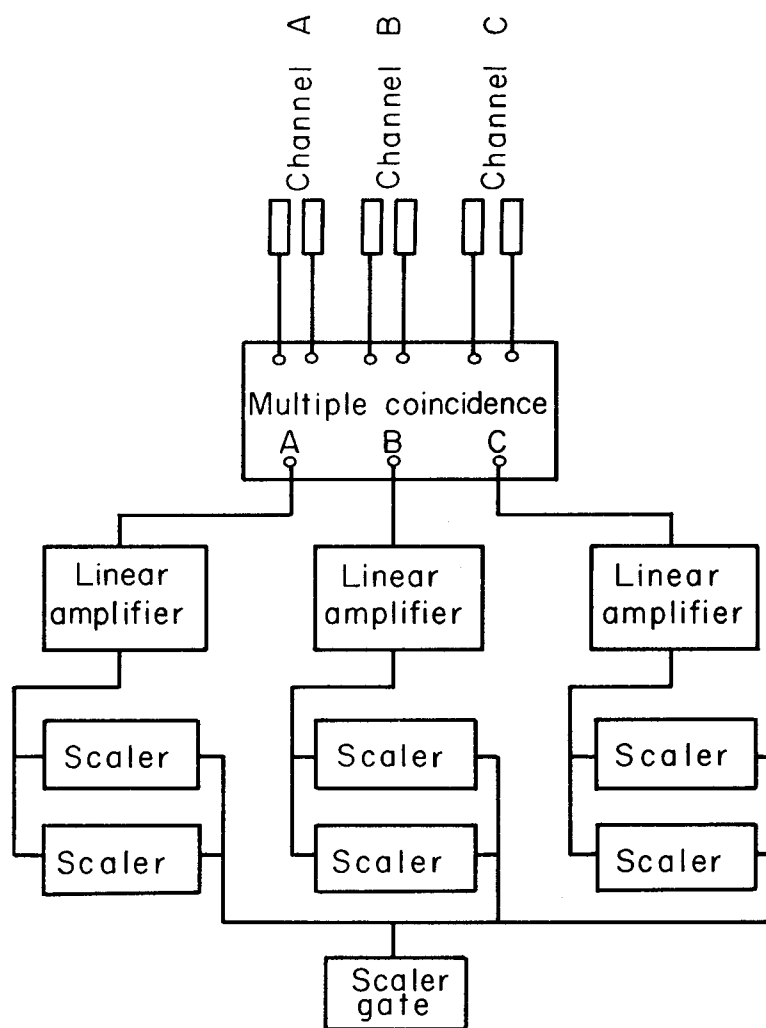 Channel A
Channel B
Channel C
Multiple coincidence
A
B
C
Linear
amplifier
Linear
amplifier
Linear
amplifier
Scaler
Scaler
Scaler
Scaler
Scaler
Scaler
Scaler
gate